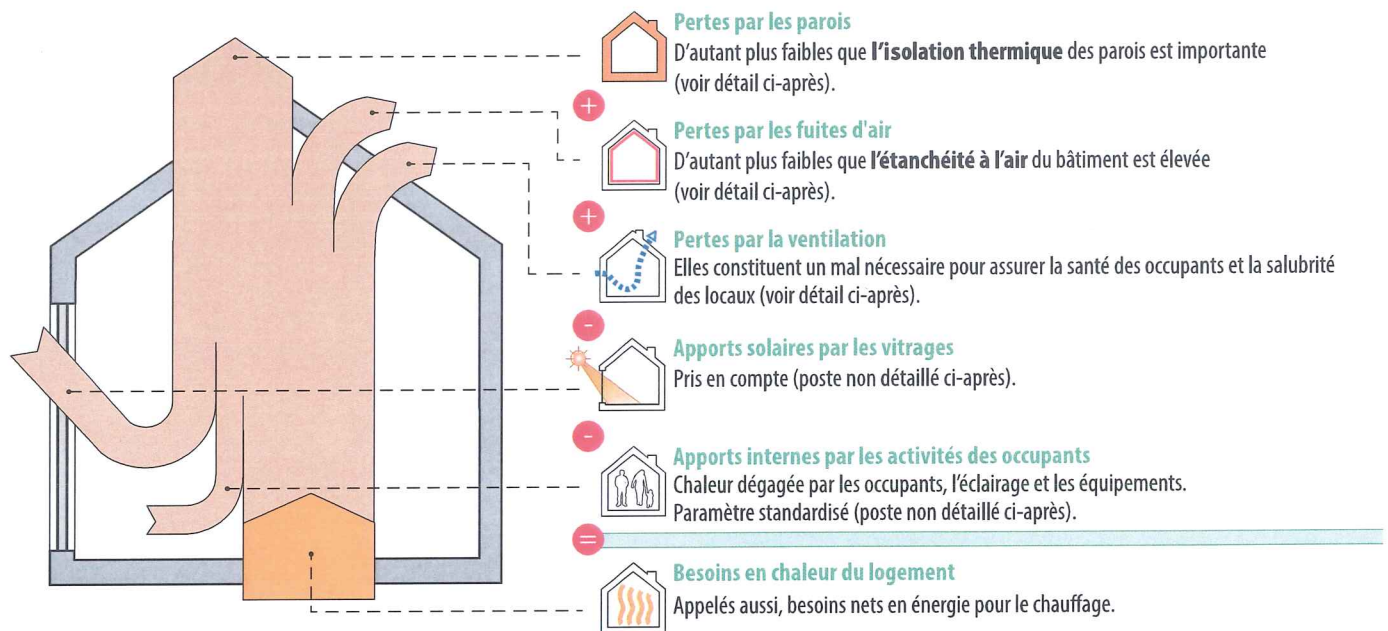 Pertes par les parois
D'autant plus faibles que l'isolation thermique des parois est importante
(voir détail ci-après).
+
Pertes par les fuites d'air
D'autant plus faibles que l'étanchéité à l'air du bâtiment est élevée
(voir détail ci-après).
+
Pertes par la ventilation
Elles constituent un mal nécessaire pour assurer la santé des occupants et la salubrité
des locaux (voir détail ci-après).
-
Apports solaires par les vitrages
Pris en compte (poste non détaillé ci-après).
-
Apports internes par les activités des occupants
Chaleur dégagée par les occupants, l'éclairage et les équipements.
Paramètre standardisé (poste non détaillé ci-après).
=
Besoins en chaleur du logement
Appelés aussi, besoins nets en énergie pour le chauffage.